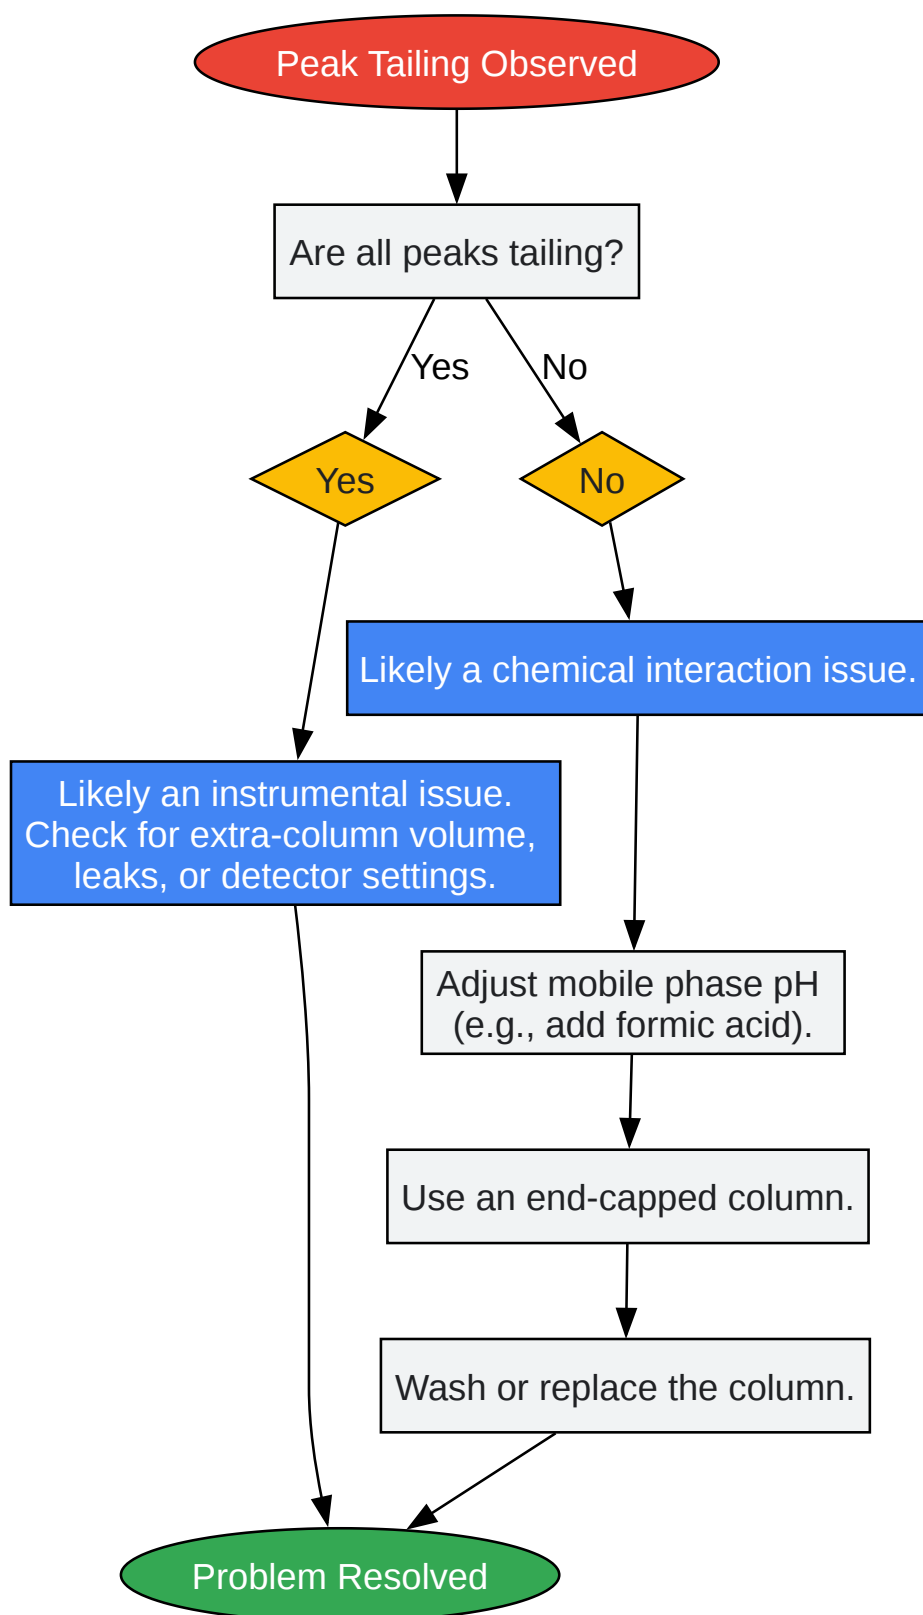 Peak Tailing Observed
Are all peaks tailing?
Yes
No
Yes
No
Likely a chemical interaction issue.
Likely an instrumental issue.
Check for extra-column volume,
leaks, or detector settings.
Adjust mobile phase pH
(e.g., add formic acid).
Use an end-capped column.
Wash or replace the column.
Problem Resolved